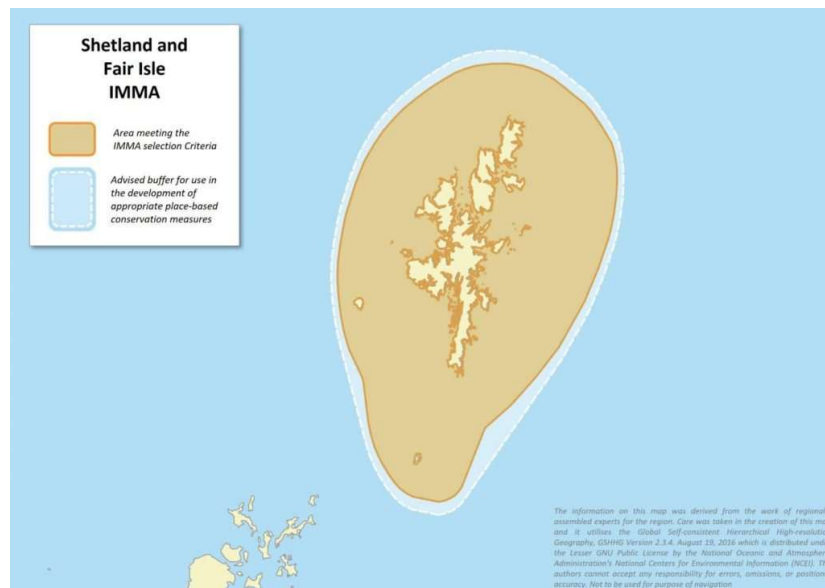 Shetland and
Fair Isle
IMMA
Area meeting the
IMMA selection Criteria
Advised buffer for use in
the development of
appropriate place-based
conservation measures
The information on this map was derived from the work of regional
assembled experts for the region. Care was taken in the creation of this
and it utilises the Global Self-consistent Hierarchical High-resolutio
Geography, GSHHG Version 2.3.4. August 19, 2016 which is distributed und
the Lesser GNU Public License by the National Oceanic and Atmospher
Administration's National Centers for Environmental Information (NCEI).
authors cannot accept any responsibility for errors, omissions, or position
accuracy. Not to be used for purpose of navigation